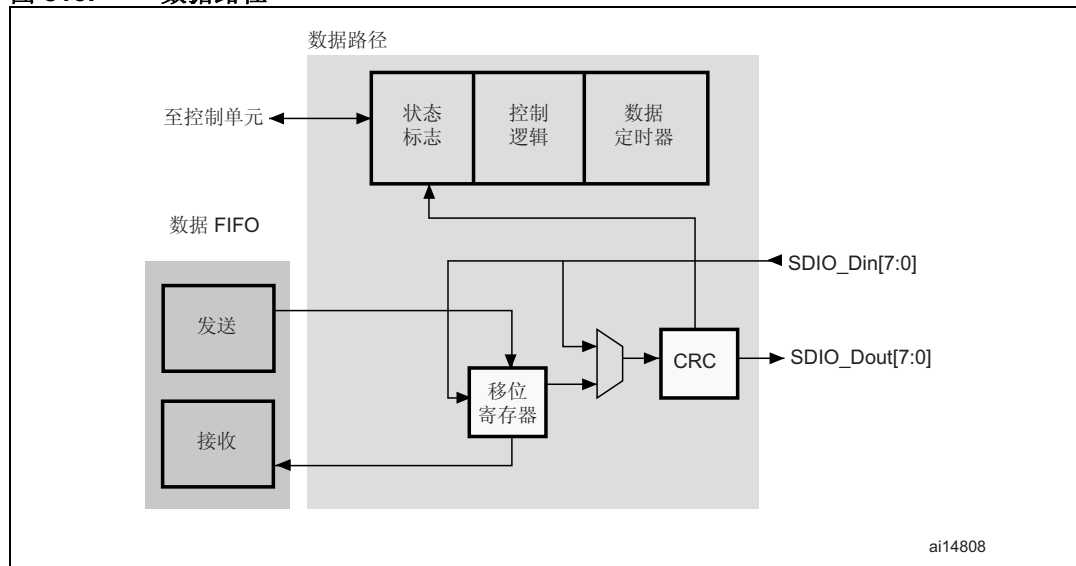 数据路径
至控制单元
状态
标志
控制
逻辑
数据
定时器
数据 FIFO
SDIO_Din[7:0]
发送
CRC
SDIO_Dout[7:0]
移位
寄存器
接收
ai14808